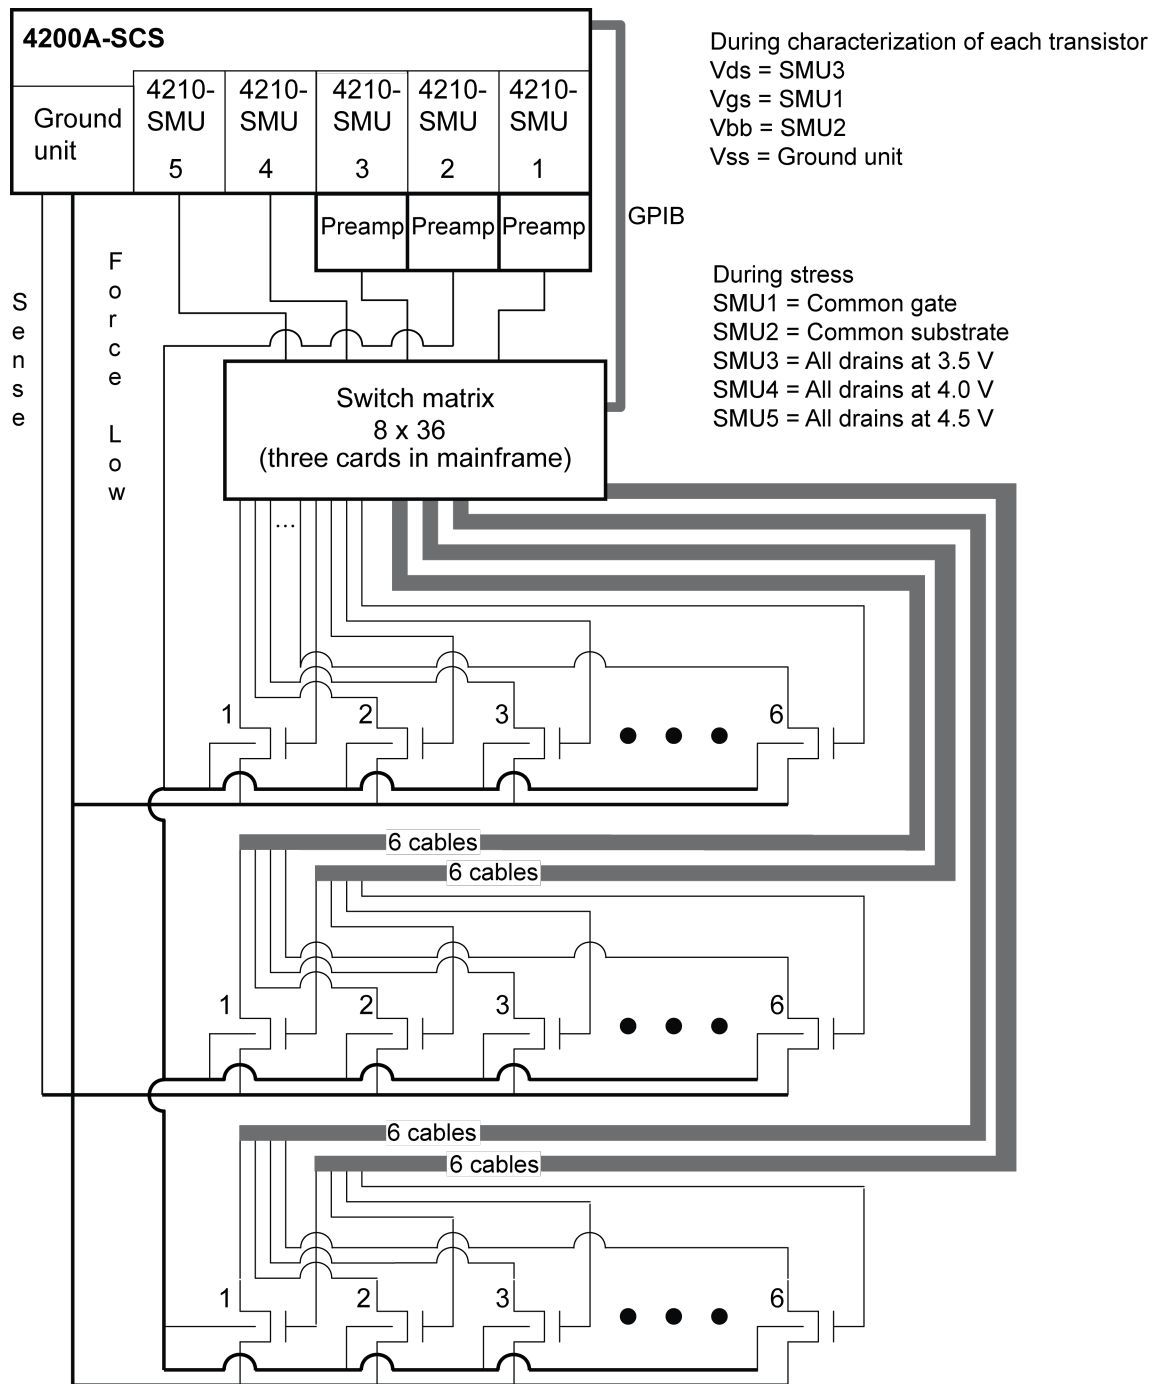 4200A-SCS
Ground
unit
4210-
SMU
5
4210-
SMU
4
4210-
SMU
3
4210-
SMU
2
4210-
SMU
1
Preamp
Preamp
Preamp
GPIB
During characterization of each transistor
Vds = SMU3
Vgs = SMU1
Vbb = SMU2
Vss = Ground unit
During stress
SMU1 = Common gate
SMU2 = Common substrate
SMU3 = All drains at 3.5 V
SMU4 = All drains at 4.0 V
SMU5 = All drains at 4.5 V
Sense
Force Low
Switch matrix
8 x 36
(three cards in mainframe)
...
1
2
3
6
6 cables
6 cables
1
2
3
6
6 cables
6 cables
1
2
3
6